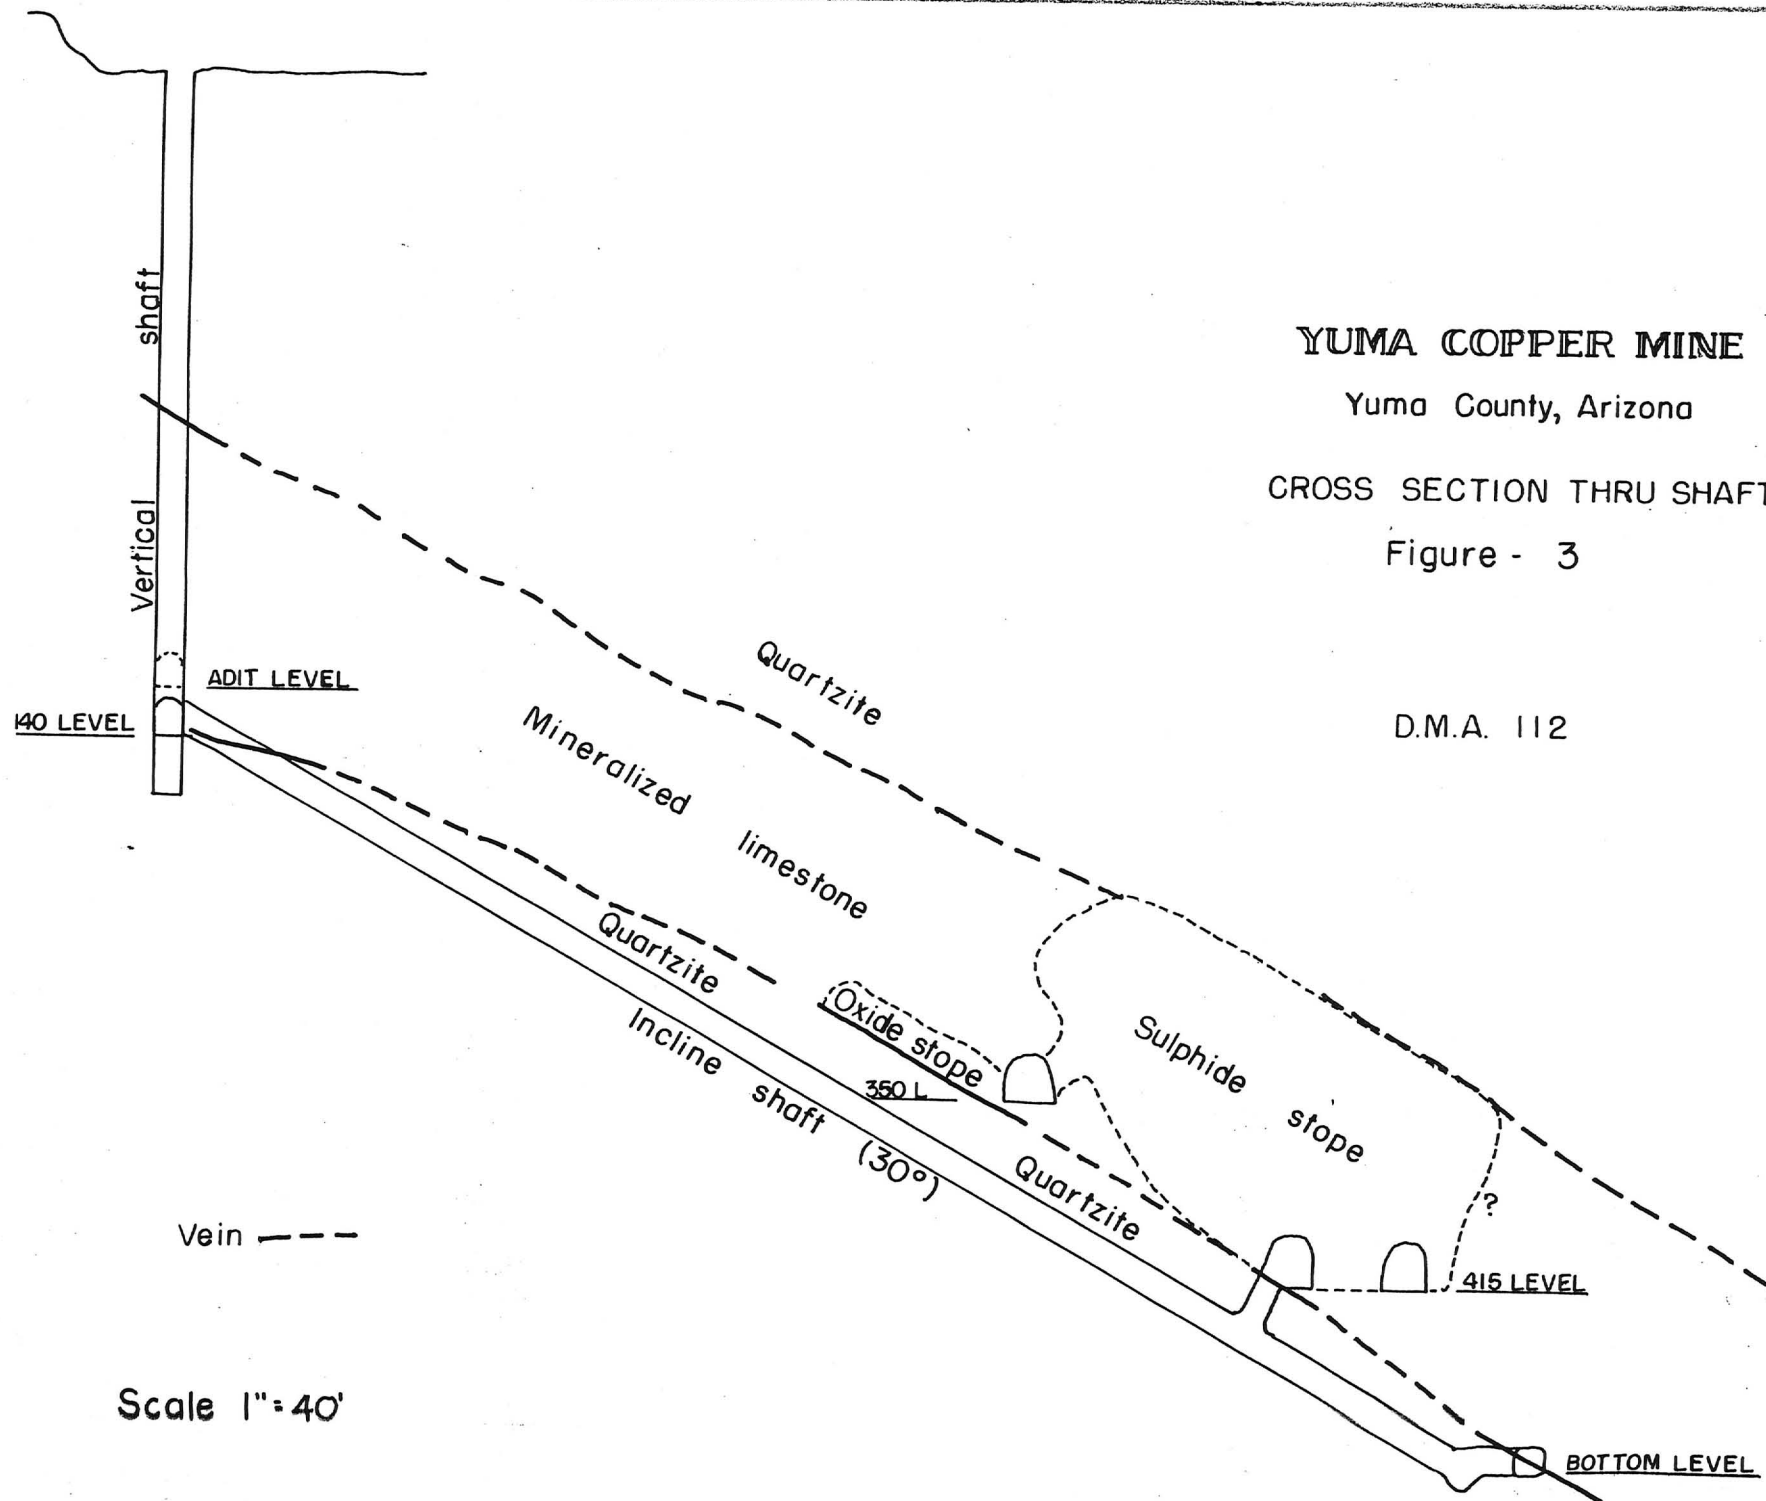 YUMA COPPER MINE
Yuma County, Arizona
CROSS SECTION THRU SHAFT
Figure - 3
D.M.A. 112
Vertical shaft
ADIT LEVEL
140 LEVEL
Quartzite
Mineralized limestone
Quartzite
Incline shaft (30°)
Oxide stope
350 L
Sulphide stope
Quartzite
?
415 LEVEL
Vein
BOTTOM LEVEL
Scale 1"=40'